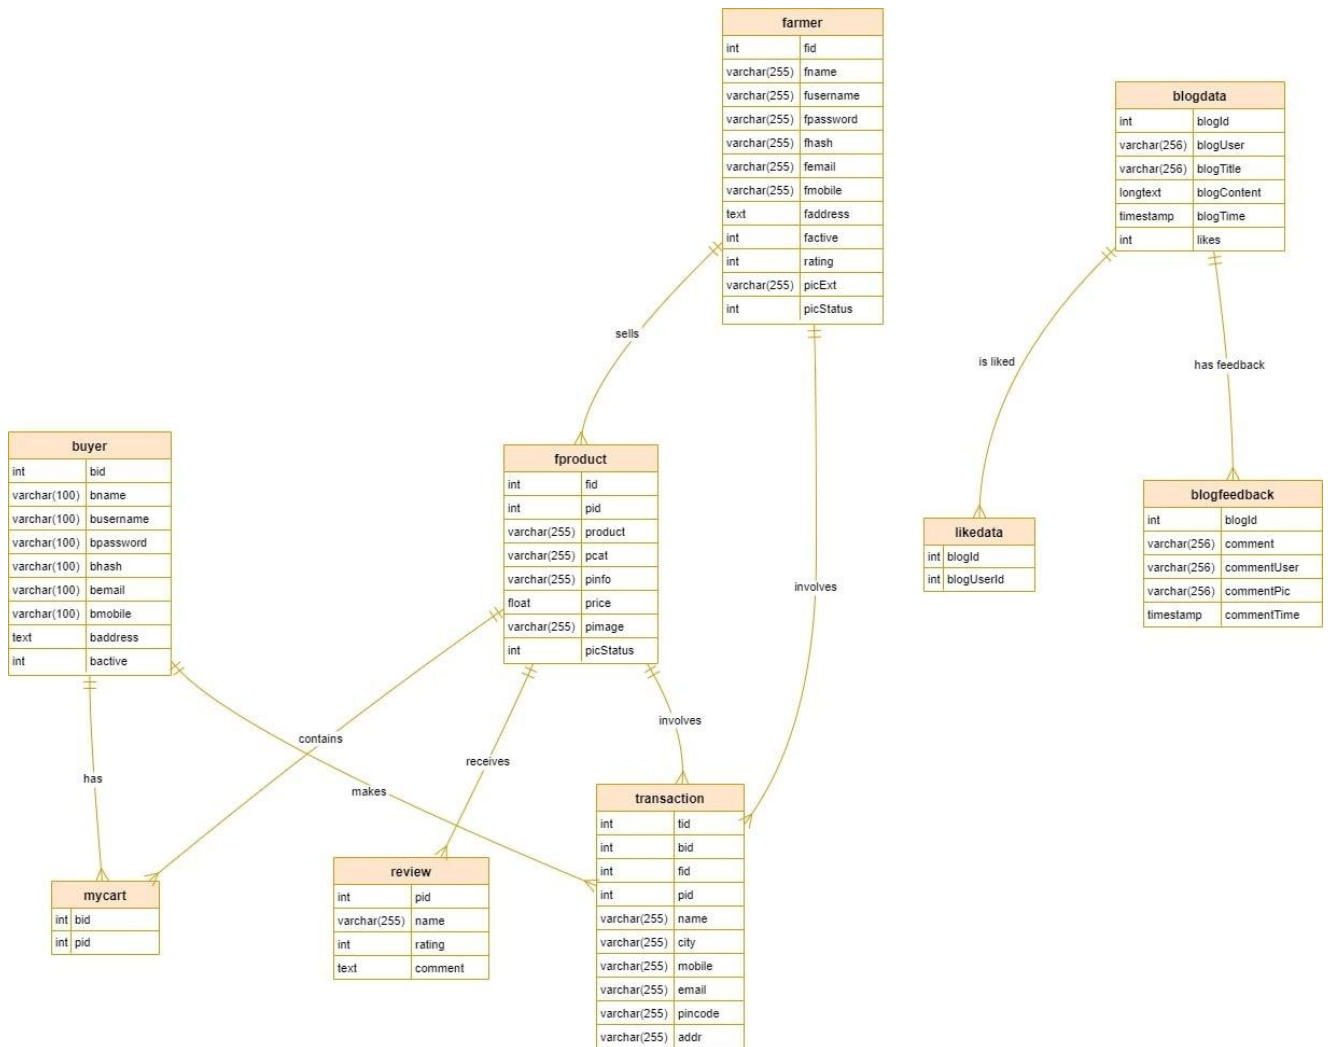 farmer
int fid
varchar(255) fname
varchar(255) fusername
varchar(255) fpassword
varchar(255) fhash
varchar(255) femail
varchar(255) fmobile
text faddress
int factive
int rating
varchar(255) picExt
int picStatus
blogdata
int blogId
varchar(256) blogUser
varchar(256) blogTitle
longtext blogContent
timestamp blogTime
int likes
sells
is liked
has feedback
buyer
int bid
varchar(100) bname
varchar(100) busername
varchar(100) bpassword
varchar(100) bhash
varchar(100) bemail
varchar(100) bmobile
text baddress
int bactive
fproduct
int fid
int pid
varchar(255) product
varchar(255) pcat
varchar(255) pinfo
float price
varchar(255) pimage
int picStatus
involves
likedata
int blogId
int blogUserId
blogfeedback
int blogId
varchar(256) comment
varchar(256) commentUser
varchar(256) commentPic
timestamp commentTime
contains
involves
receives
has
makes
mycart
int bid
int pid
review
int pid
varchar(255) name
int rating
text comment
transaction
int tid
int bid
int fid
int pid
varchar(255) name
varchar(255) city
varchar(255) mobile
varchar(255) email
varchar(255) pincode
varchar(255) addr